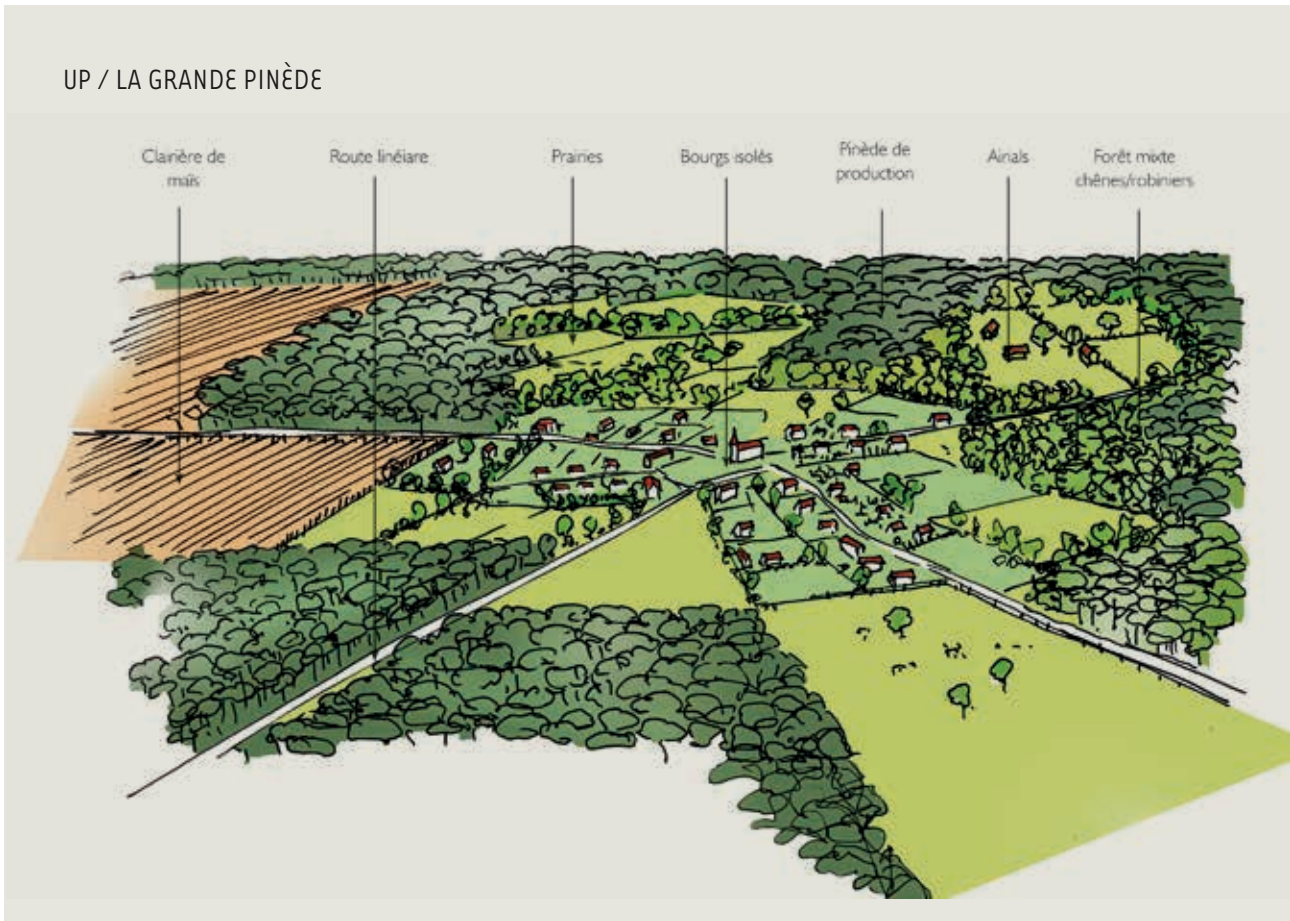 UP / LA GRANDE PINÈDE
Clairière de
maïs
Route linéiare
Prairies
Bourgs isolés
Pinède de
production
Airials
Forêt mixte
chênes/robiniers